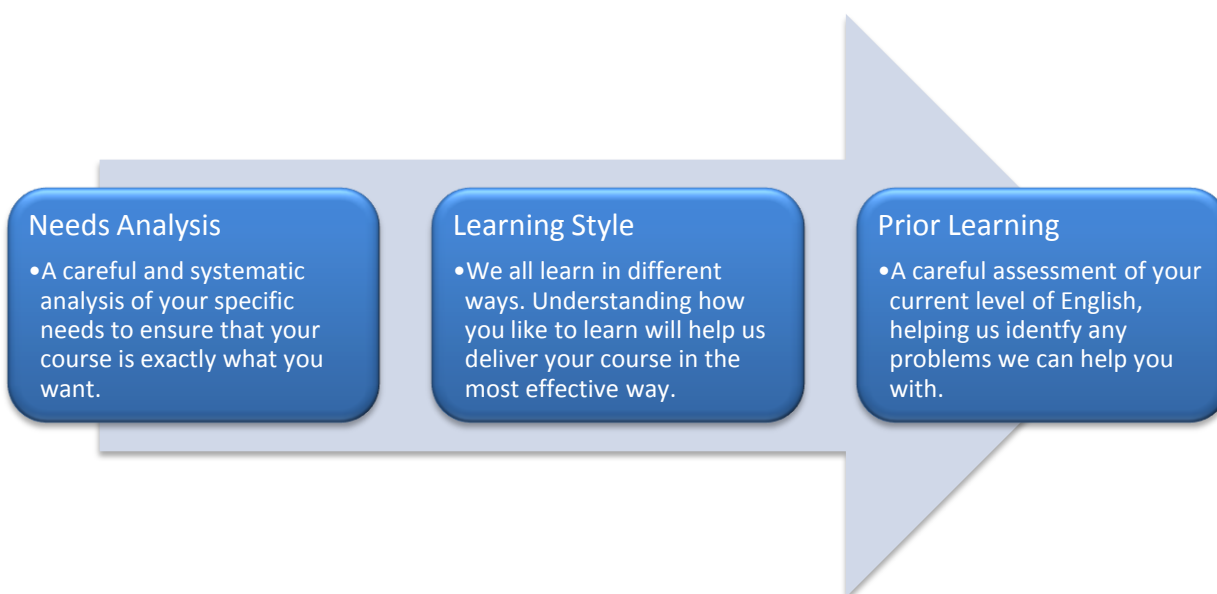 Needs Analysis
•A careful and systematic
analysis of your specific
needs to ensure that your
course is exactly what you
want.
Learning Style
•We all learn in different
ways. Understanding how
you like to learn will help us
deliver your course in the
most effective way.
Prior Learning
•A careful assessment of your
current level of English,
helping us identfy any
problems we can help you
with.